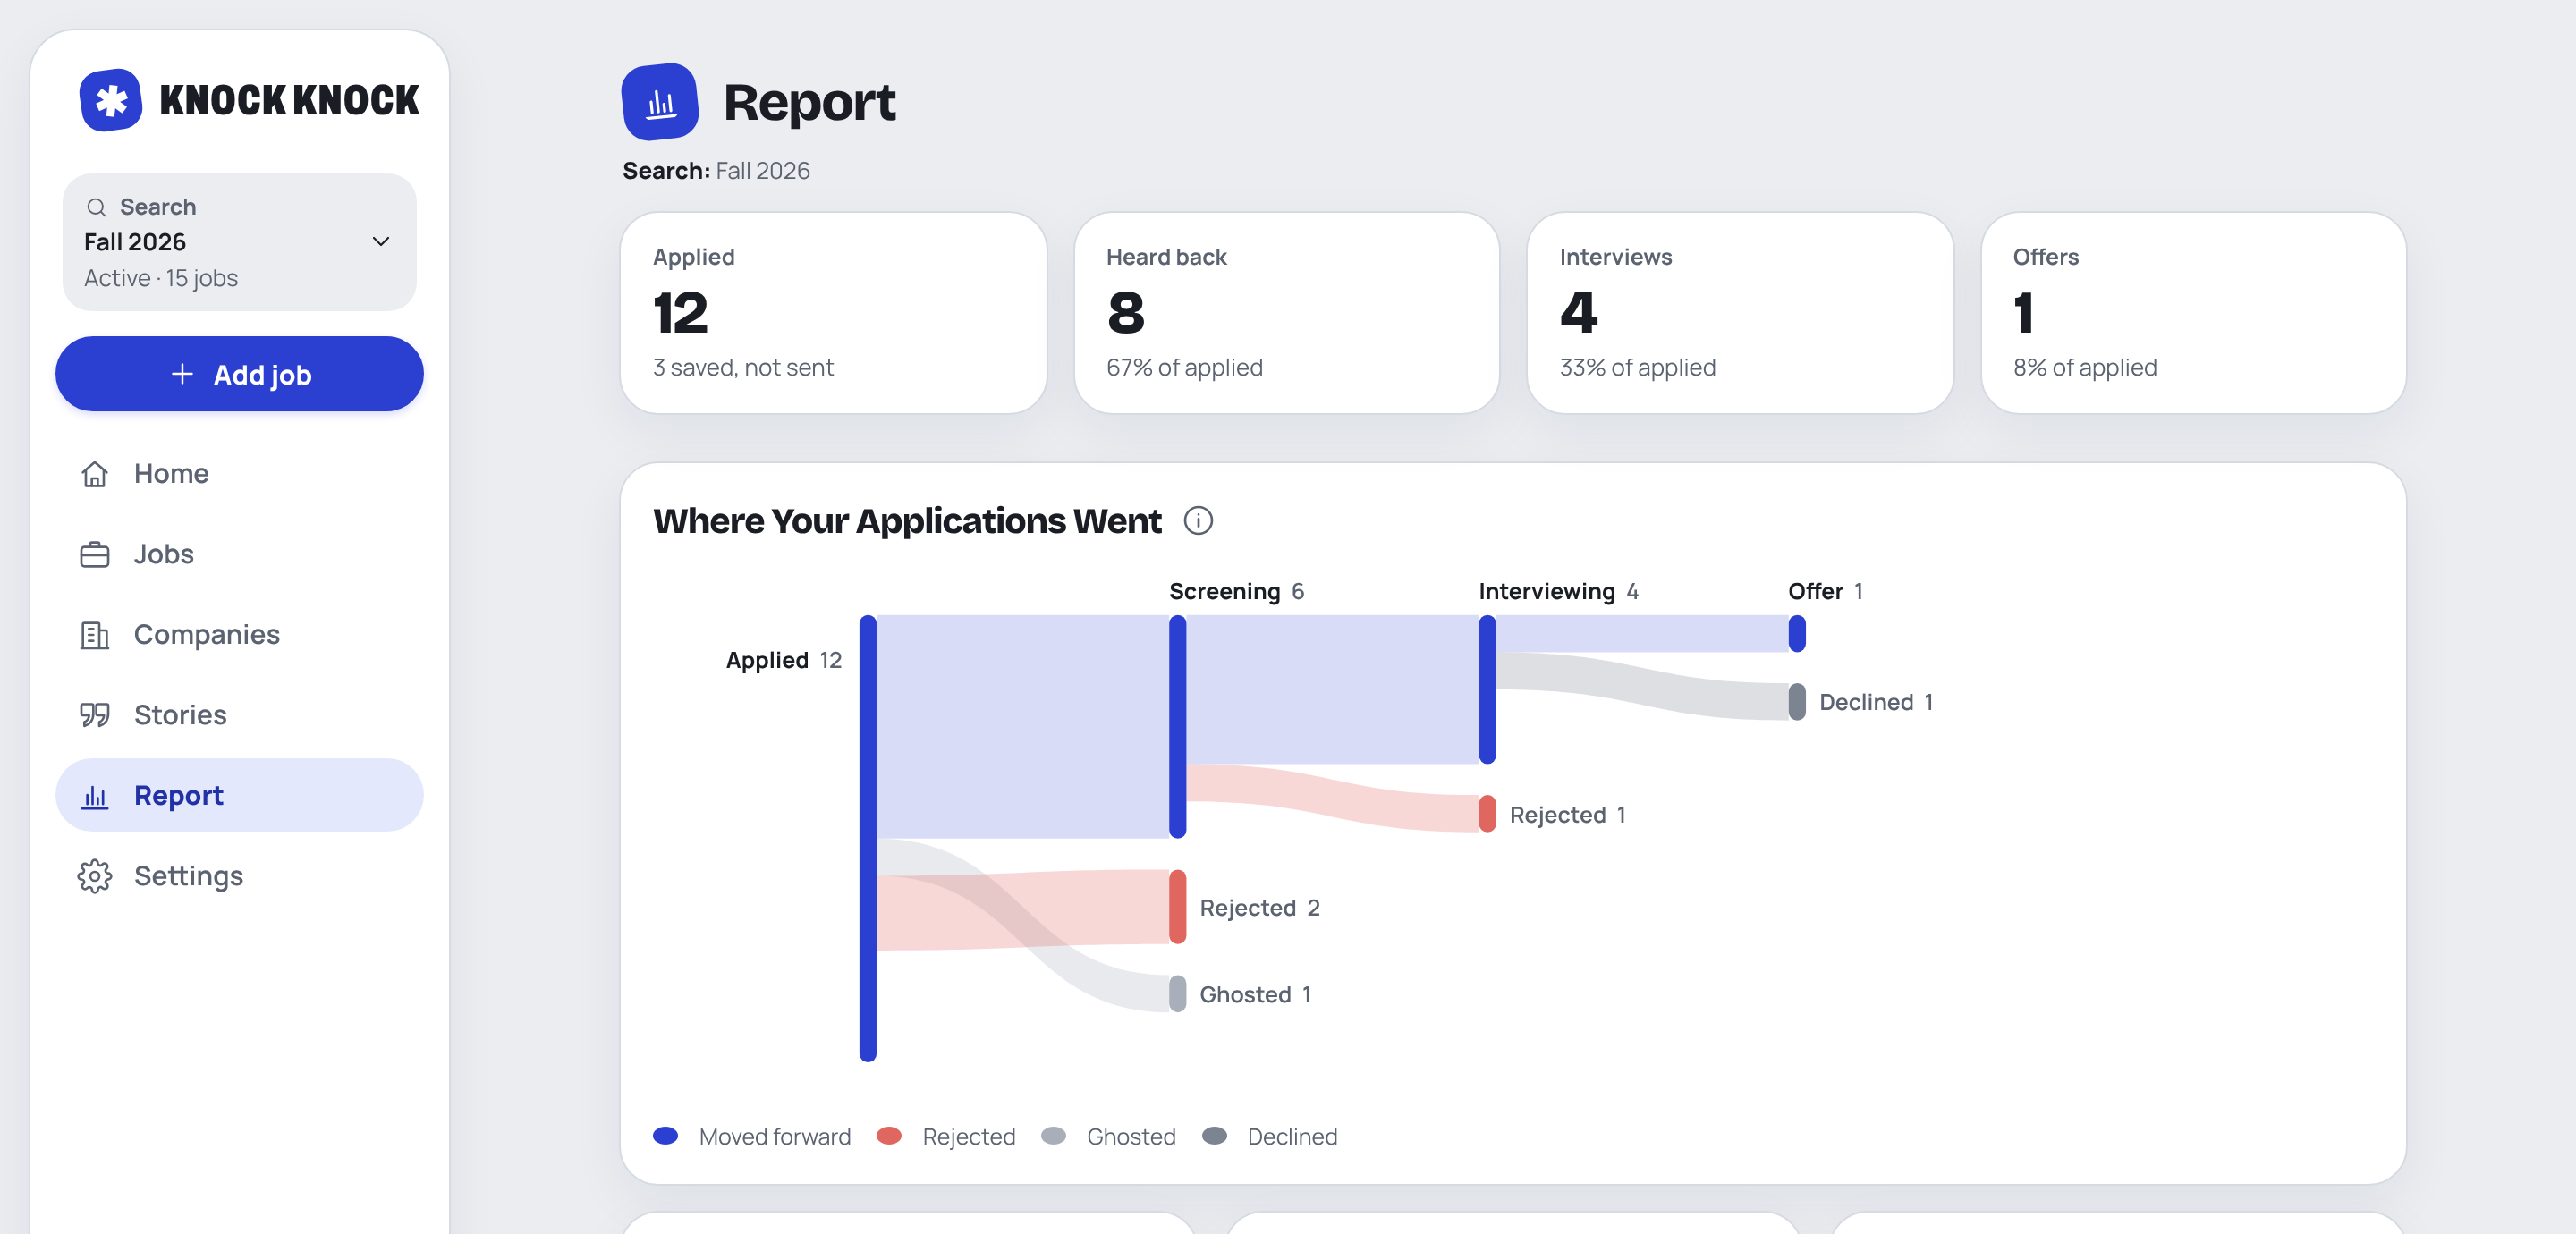 KNOCK KNOCK
Search
Fall 2026
Active · 15 jobs
Add job
Home
Jobs
Companies
Stories
Report
Settings
Report
Search: Fall 2026
Applied
12
3 saved, not sent
Heard back
8
67% of applied
Interviews
4
33% of applied
Offers
1
8% of applied
Where Your Applications Went
Screening 6
Interviewing 4
Offer 1
Applied 12
Declined 1
Rejected 1
Rejected 2
Ghosted 1
Moved forward
Rejected
Ghosted
Declined